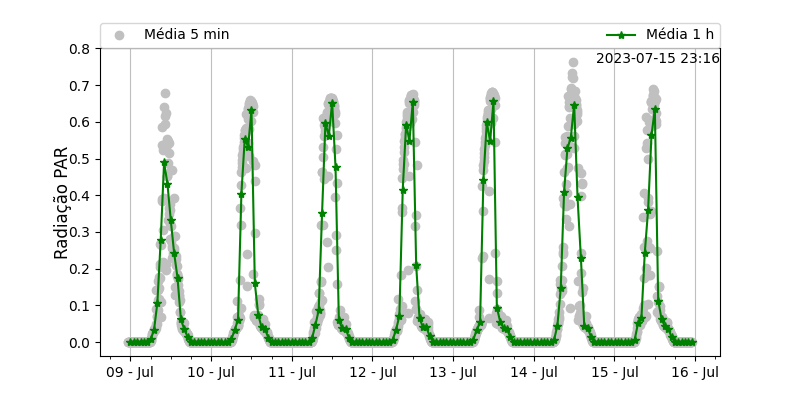 Média 5 min
Média 1 h
2023-07-15 23:16
Radiação PAR
0.8
0.7
0.6
0.5
0.4
0.3
0.2
0.1
0.0
09 - Jul
10 - Jul
11 - Jul
12 - Jul
13 - Jul
14 - Jul
15 - Jul
16 - Jul